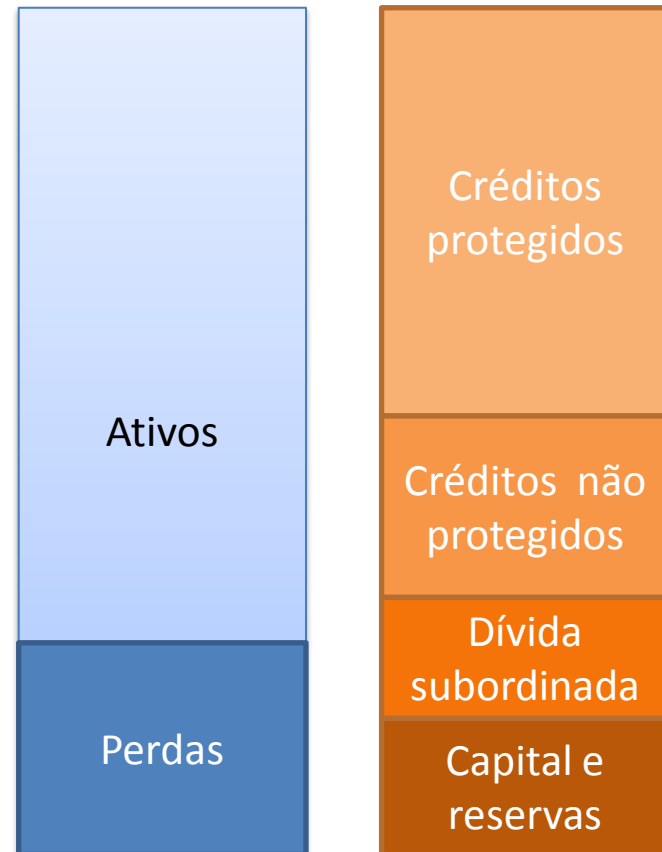 Ativos
Perdas
Créditos
protegidos
Créditos não
protegidos
Dívida
subordinada
Capital e
reservas